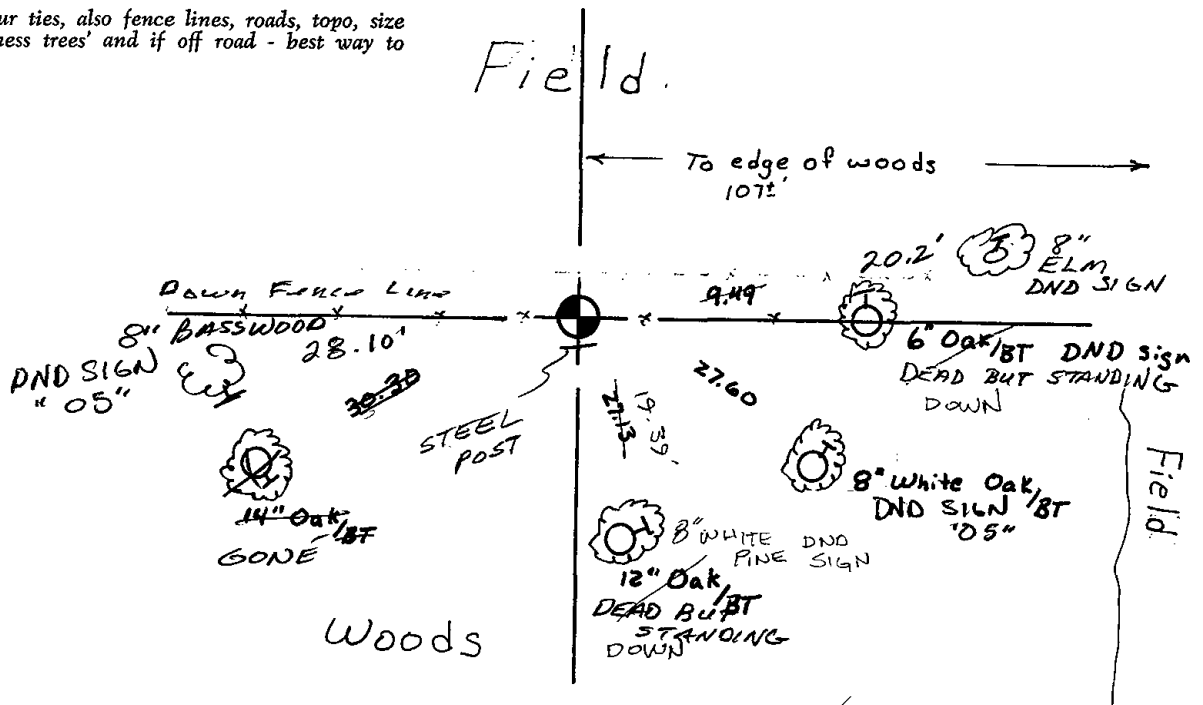 ur ties, also fence lines, roads, topo, size
ness trees' and if off road - best way to
Field.
To edge of woods
107±'
20.2'
8"
ELM
DND SIGN
Down Fence Line
9.49
8" BASSWOOD
28.10'
DND SIGN
"05"
30.30
6" Oak/BT DND sign
DEAD BUT STANDING
DOWN
27.60
STEEL
POST
27.13
19.39'
8" White Oak/BT
DND SIGN
'05"
Field
14" Oak/BT
GONE
8" WHITE DND
PINE SIGN
12" Oak/BT
DEAD BUT
STANDING
DOWN
Woods